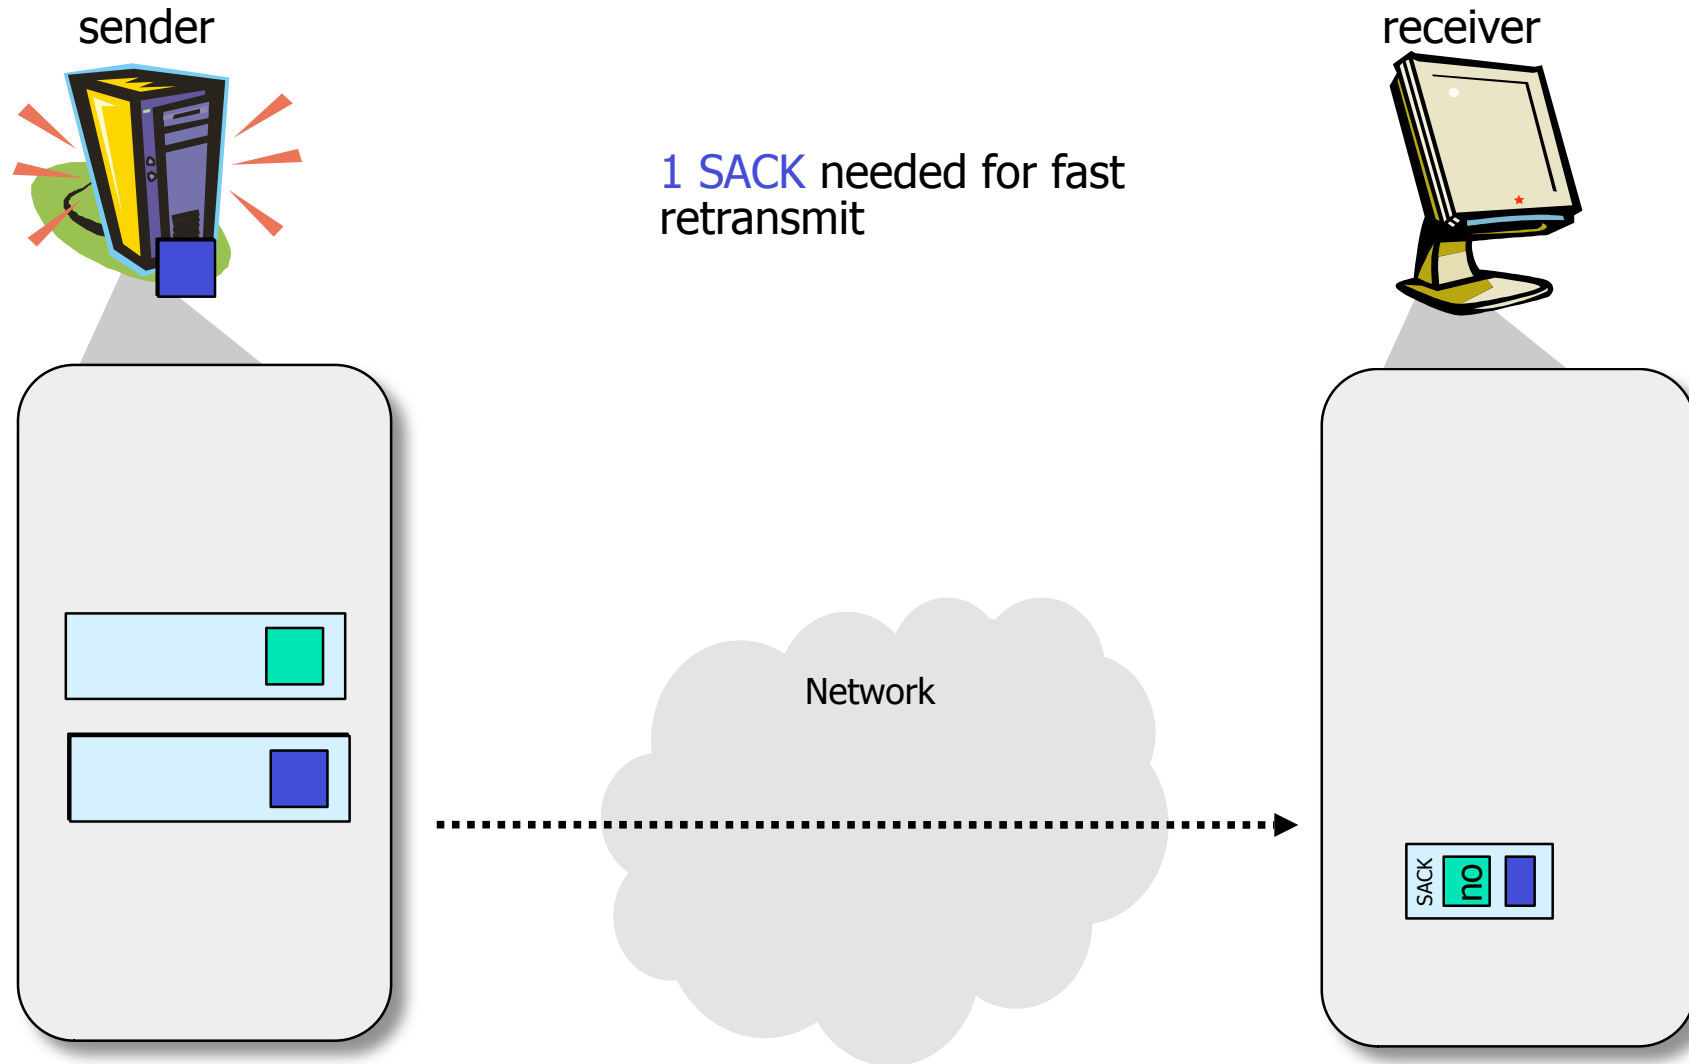 sender
receiver
1 SACK needed for fast
retransmit
Network
SACK
no